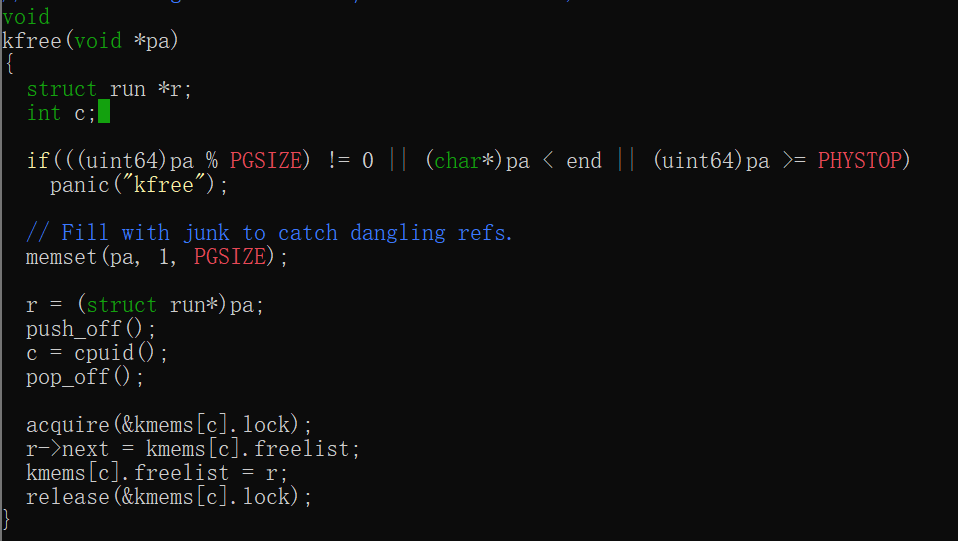 void
kfree(void *pa)
{
  struct run *r;
  int c;

  if(((uint64)pa % PGSIZE) != 0 || (char*)pa < end || (uint64)pa >= PHYSTOP)
    panic("kfree");

  // Fill with junk to catch dangling refs.
  memset(pa, 1, PGSIZE);

  r = (struct run*)pa;
  push_off();
  c = cpuid();
  pop_off();

  acquire(&kmems[c].lock);
  r->next = kmems[c].freelist;
  kmems[c].freelist = r;
  release(&kmems[c].lock);
}